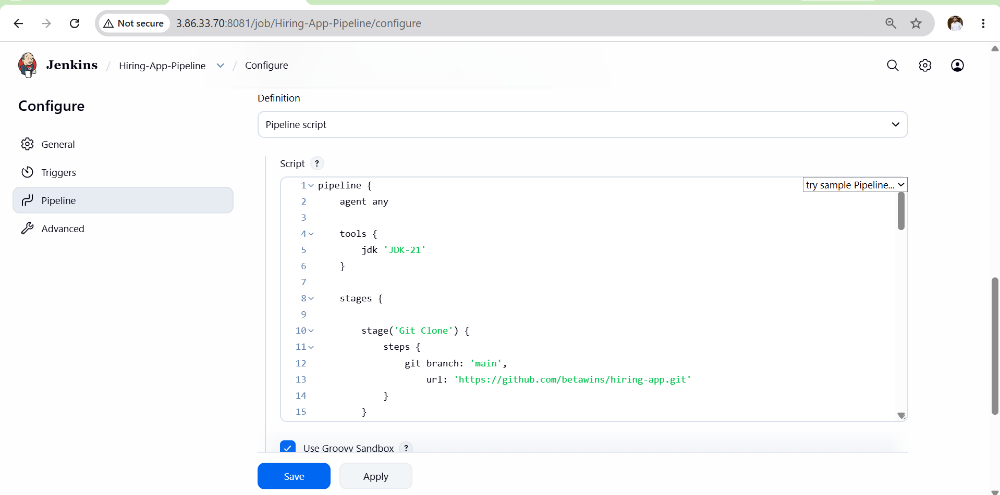 Not secure 3.86.33.70:8081/job/Hiring-App-Pipeline/configure
Jenkins / Hiring-App-Pipeline / Configure
Configure
General
Triggers
Pipeline
Advanced
Definition
Pipeline script
Script ?
try sample Pipeline...
1 pipeline {
2     agent any
3
4     tools {
5         jdk 'JDK-21'
6     }
7
8     stages {
9
10         stage('Git Clone') {
11             steps {
12                 git branch: 'main',
13                     url: 'https://github.com/betawins/hiring-app.git'
14             }
15         }
Use Groovy Sandbox ?
Save
Apply